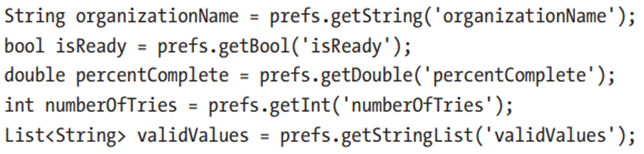 String organizationName = prefs.getString('organizationName');
bool isReady = prefs.getBool('isReady');
double percentComplete = prefs.getDouble('percentComplete');
int numberOfTries = prefs.getInt('numberOfTries');
List<String> validValues = prefs.getStringList('validValues');